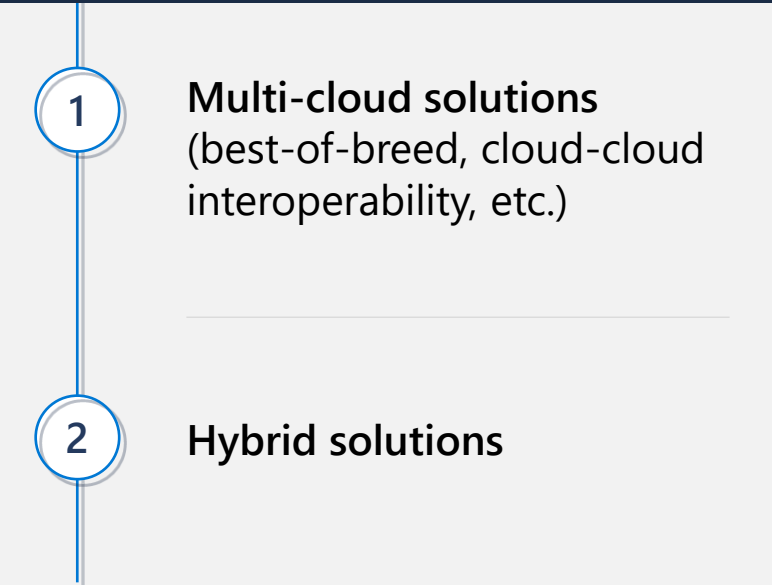 1
Multi-cloud solutions
(best-of-breed, cloud-cloud
interoperability, etc.)
2
Hybrid solutions